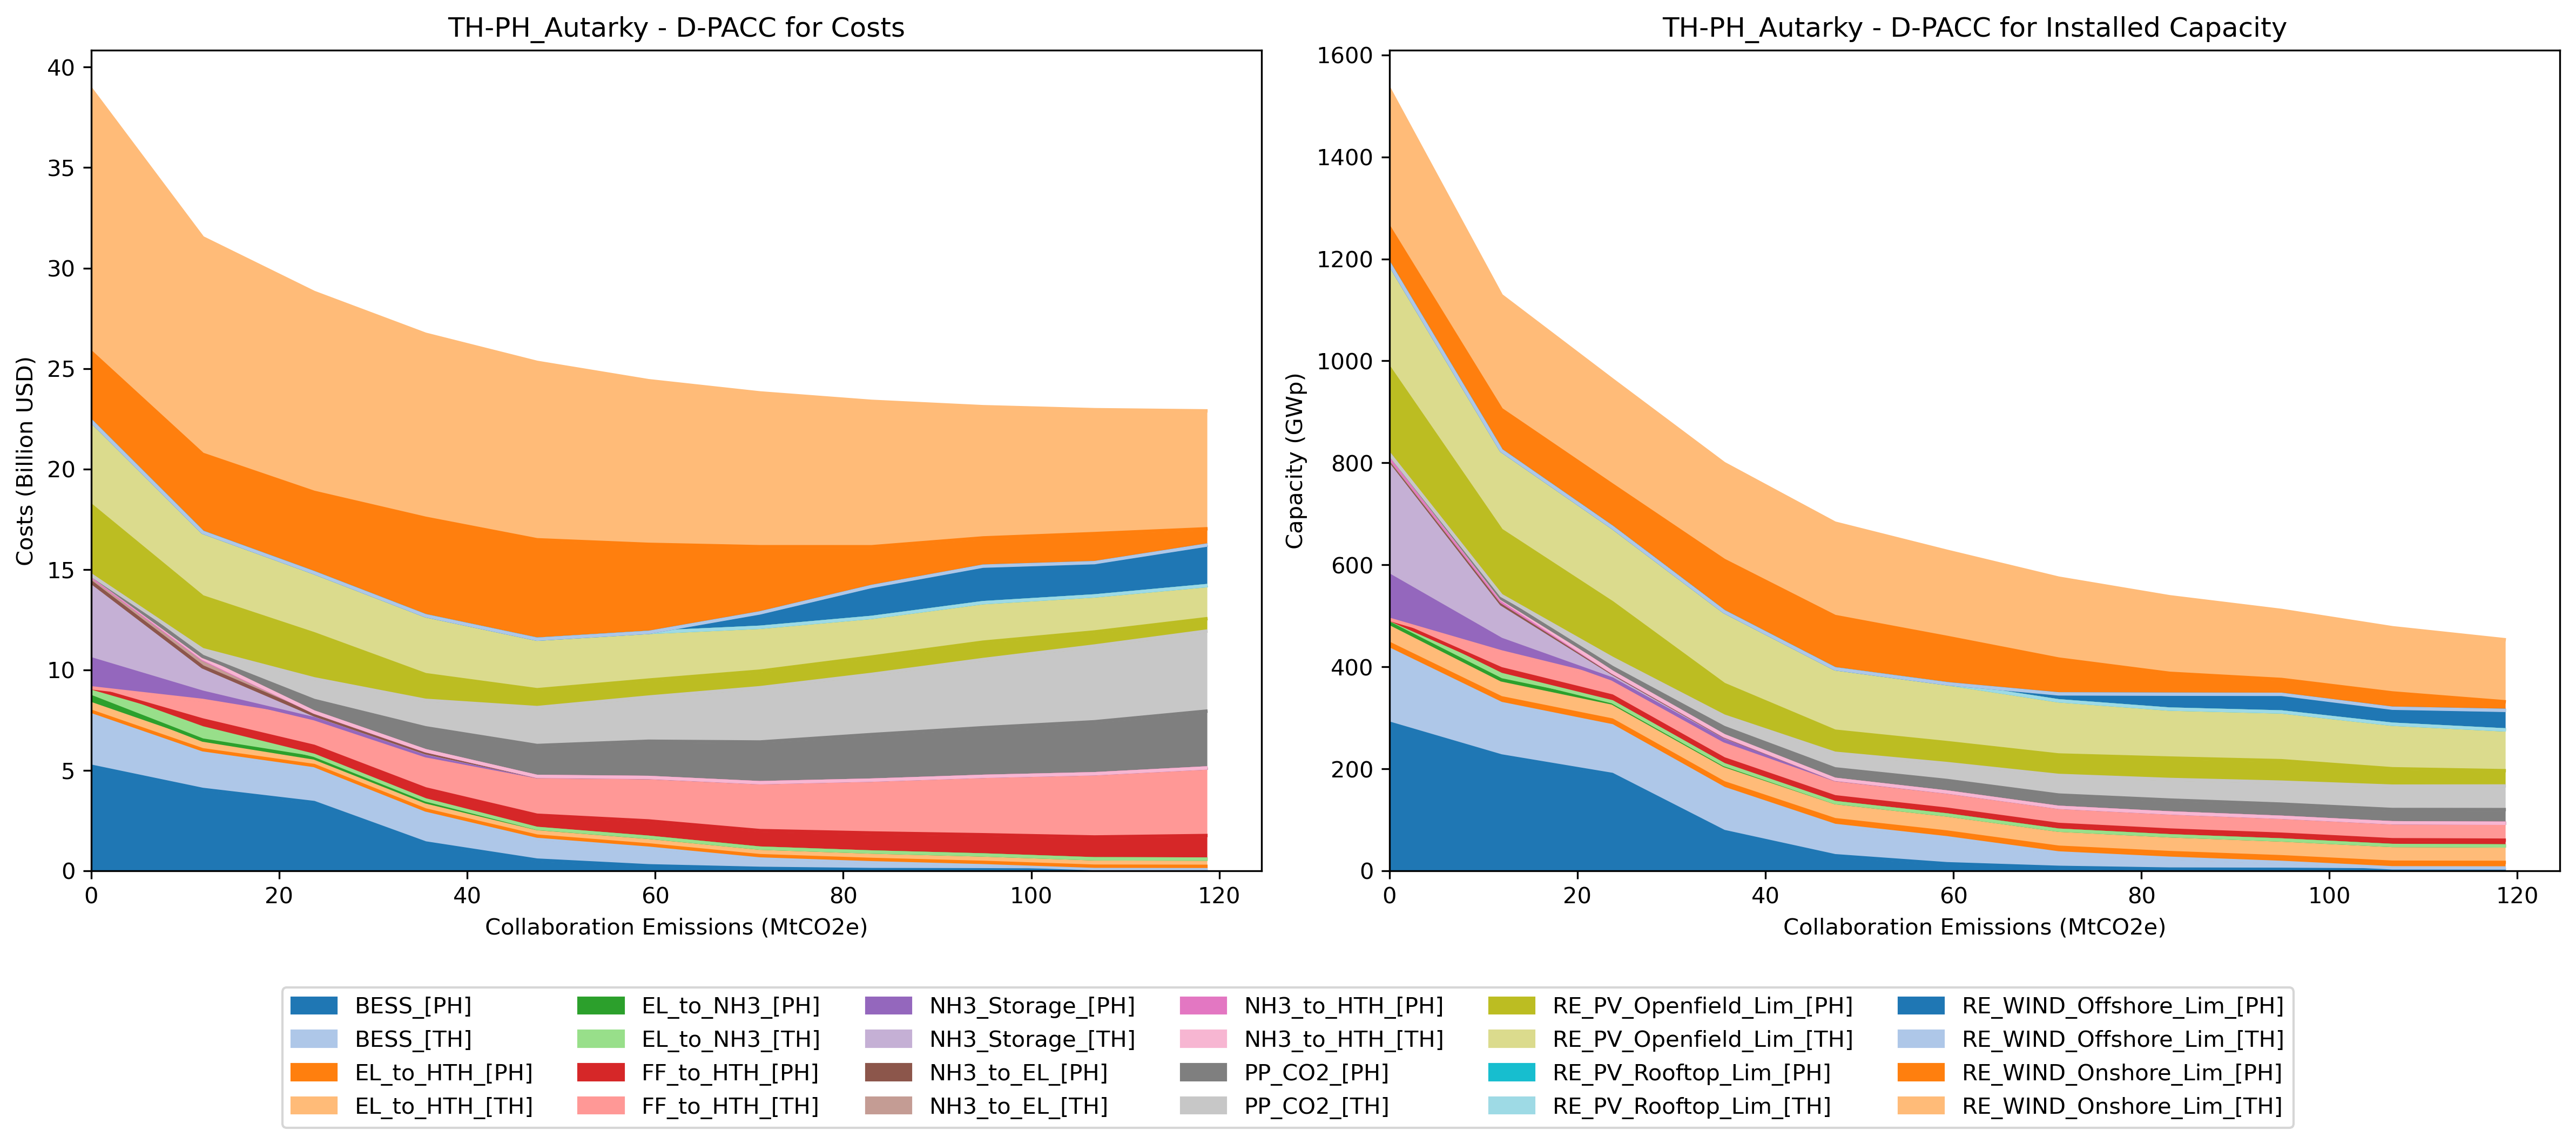 TH-PH_Autarky - D-PACC for Costs
40
35
30
25
20
15
10
5
0
Costs (Billion USD)
0 20 40 60 80 100 120
Collaboration Emissions (MtCO2e)
TH-PH_Autarky - D-PACC for Installed Capacity
1600
1400
1200
1000
800
600
400
200
0
Capacity (GWp)
0 20 40 60 80 100 120
Collaboration Emissions (MtCO2e)
BESS_[PH]
BESS_[TH]
EL_to_HTH_[PH]
EL_to_HTH_[TH]
EL_to_NH3_[PH]
EL_to_NH3_[TH]
FF_to_HTH_[PH]
FF_to_HTH_[TH]
NH3_Storage_[PH]
NH3_Storage_[TH]
NH3_to_EL_[PH]
NH3_to_EL_[TH]
NH3_to_HTH_[PH]
NH3_to_HTH_[TH]
PP_CO2_[PH]
PP_CO2_[TH]
RE_PV_Openfield_Lim_[PH]
RE_PV_Openfield_Lim_[TH]
RE_PV_Rooftop_Lim_[PH]
RE_PV_Rooftop_Lim_[TH]
RE_WIND_Offshore_Lim_[PH]
RE_WIND_Offshore_Lim_[TH]
RE_WIND_Onshore_Lim_[PH]
RE_WIND_Onshore_Lim_[TH]